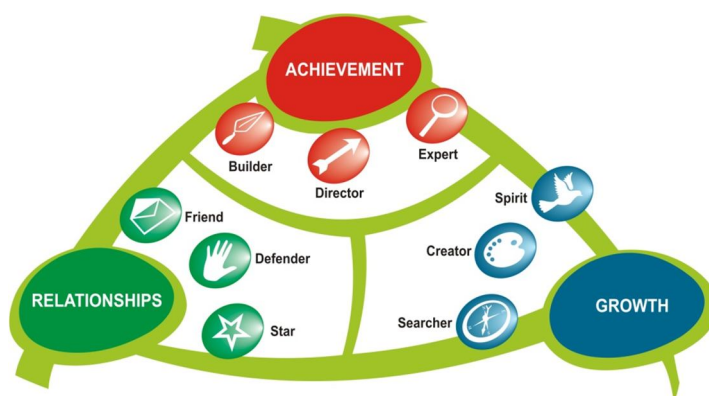 ACHIEVEMENT
Builder
Director
Expert
Spirit
Friend
Defender
Creator
RELATIONSHIPS
GROWTH
Star
Searcher